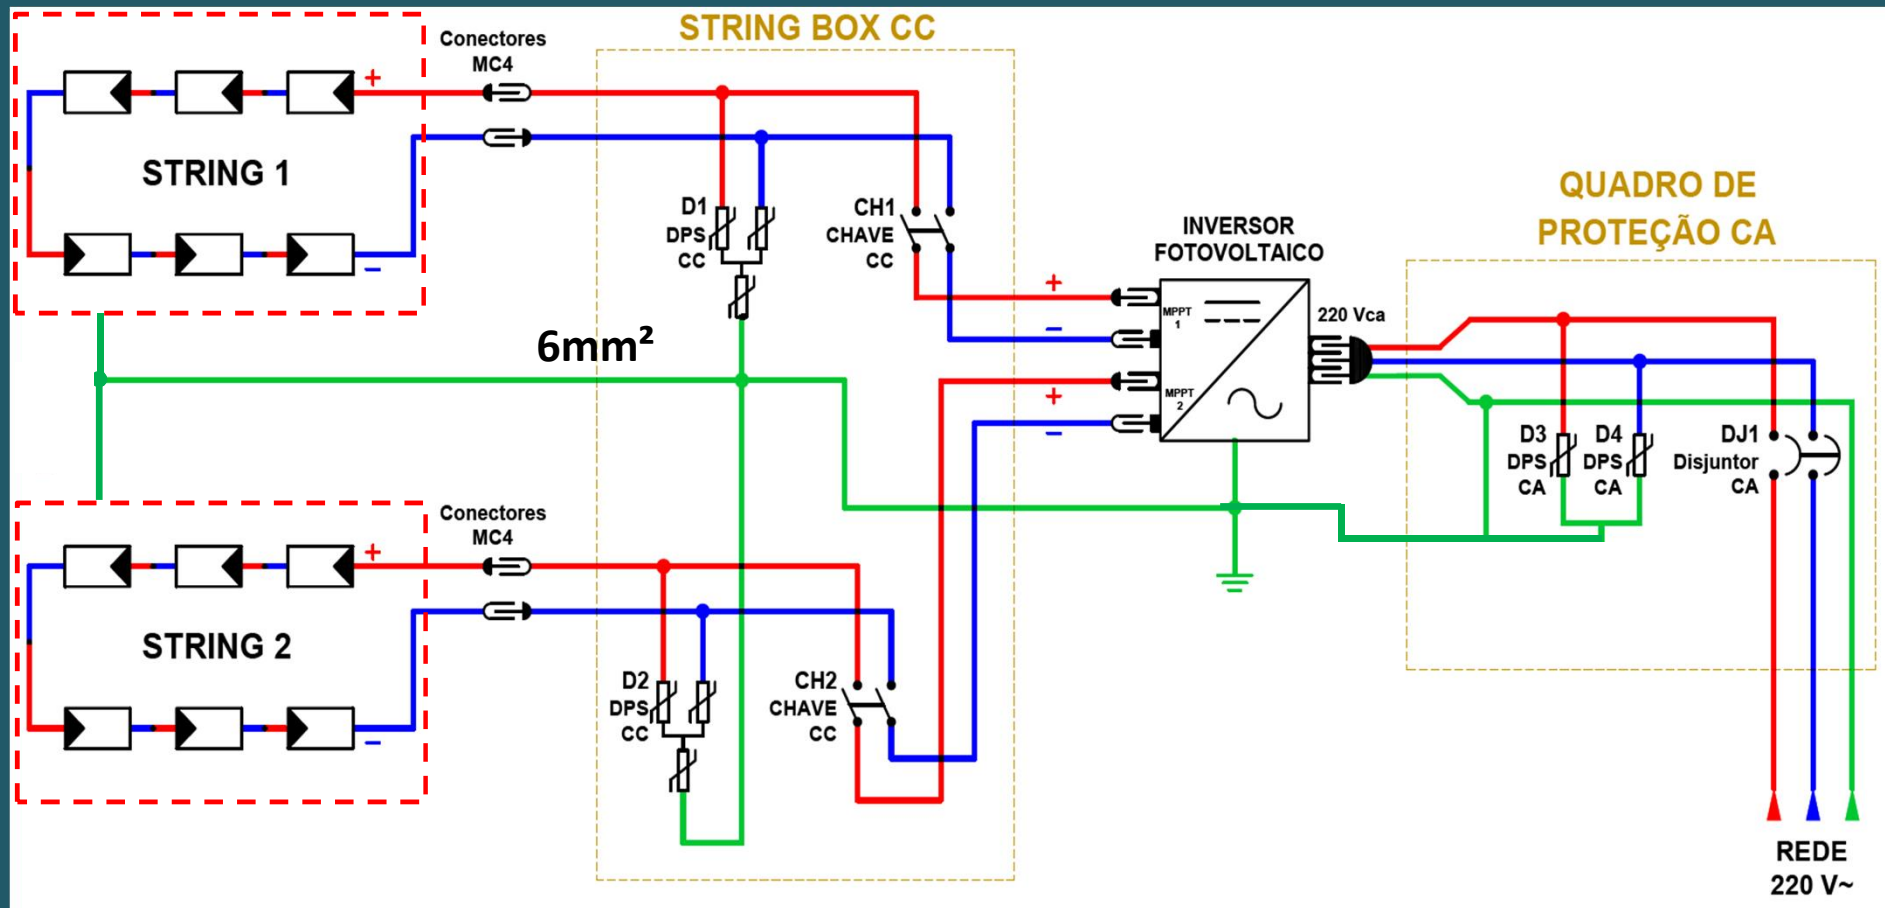 STRING BOX CC
Conectores
MC4
+
STRING 1
–
D1
DPS
CC
CH1
CHAVE
CC
6mm²
INVERSOR
FOTOVOLTAICO
+
–
MPPT
1
+
–
MPPT
2
220 Vca
QUADRO DE
PROTEÇÃO CA
D3
DPS
CA
D4
DPS
CA
DJ1
Disjuntor
CA
Conectores
MC4
+
STRING 2
–
D2
DPS
CC
CH2
CHAVE
CC
REDE
220 V~